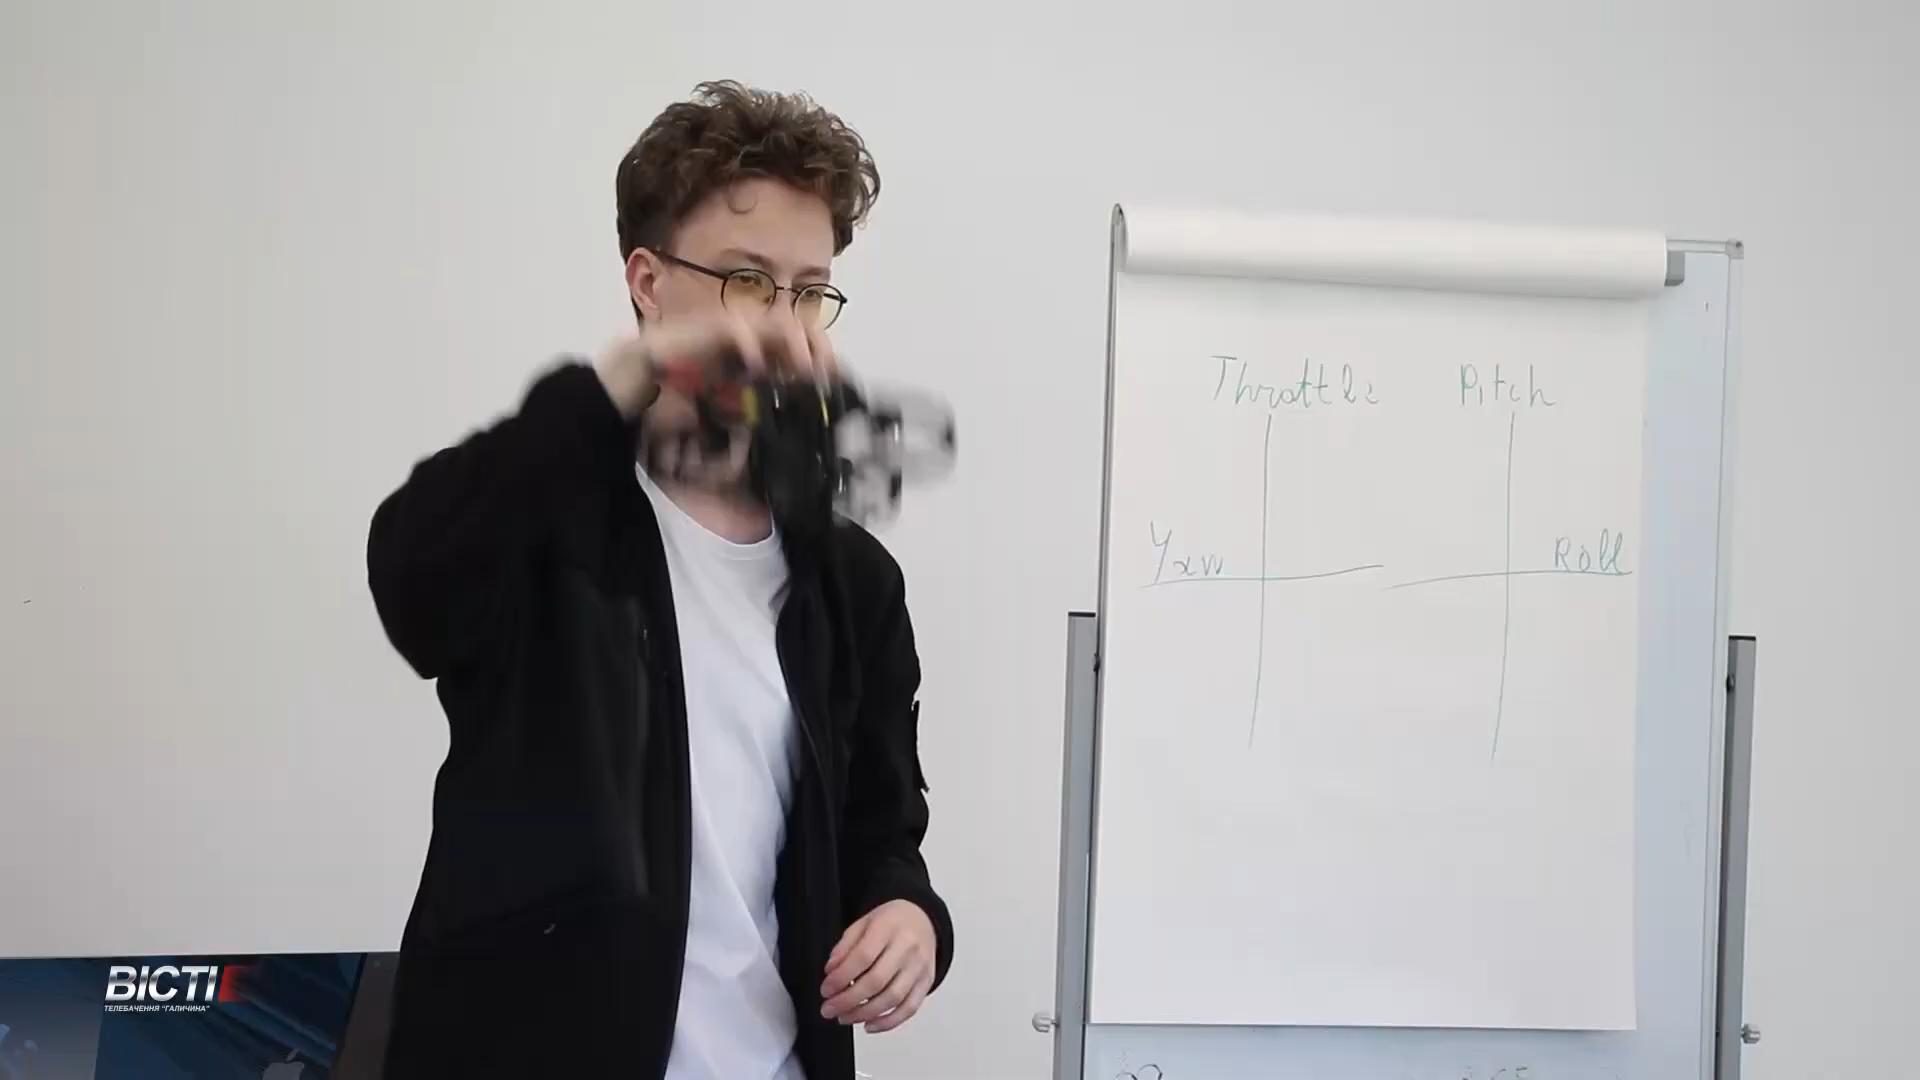 Throttle Pitch
Yaw Roll
ВІСТІ
ТЕЛЕБАЧЕННЯ "ГАЛИЧИНА"